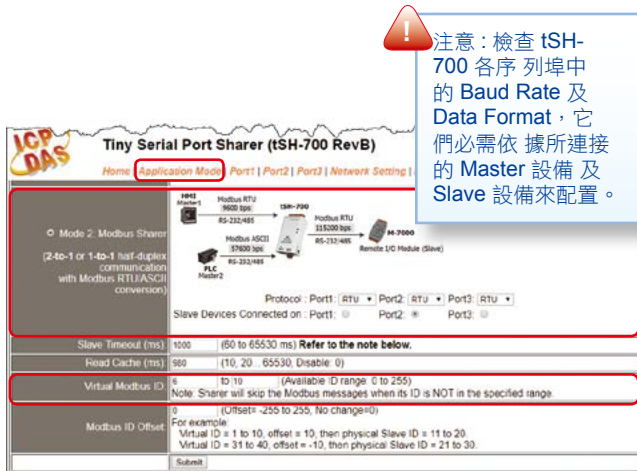 !
注意 : 檢查 tSH-
700 各序 列埠中
的 Baud Rate 及
Data Format，它
們必需依 據所連接
的 Master 設備 及
Slave 設備來配置。
ICP
DAS
Tiny Serial Port Sharer (tSH-700 RevB)
Home | Application Mode | Port1 | Port2 | Port3 | Network Setting |
Mode 2: Modbus Sharer
(2-to-1 or 1-to-1 half-duplex
communication
with Modbus RTU/ASCII
conversion)
HMI
Master1
Modbus RTU
9600 bps
RS-232/485
tSH-700
Modbus RTU
115200 bps
RS-232/485
M-7000
Remote I/O Module (Slave)
Modbus ASCII
57600 bps
RS-232/485
PLC
Master2
Protocol : Port1: RTU Port2: RTU Port3: RTU
Slave Devices Connected on : Port1: Port2: Port3:
Slave Timeout (ms): 1000 (60 to 65530 ms) Refer to the note below.
Read Cache (ms): 980 (10, 20 .. 65530, Disable: 0)
Virtual Modbus ID: 6 to 10 (Available ID range: 0 to 255)
Note: Sharer will skip the Modbus messages when its ID is NOT in the specified range.
Modbus ID Offset: 0 (Offset= -255 to 255, No change=0)
For example:
Virtual ID = 1 to 10, offset = 10, then physical Slave ID = 11 to 20.
Virtual ID = 31 to 40, offset = -10, then physical Slave ID = 21 to 30.
Submit